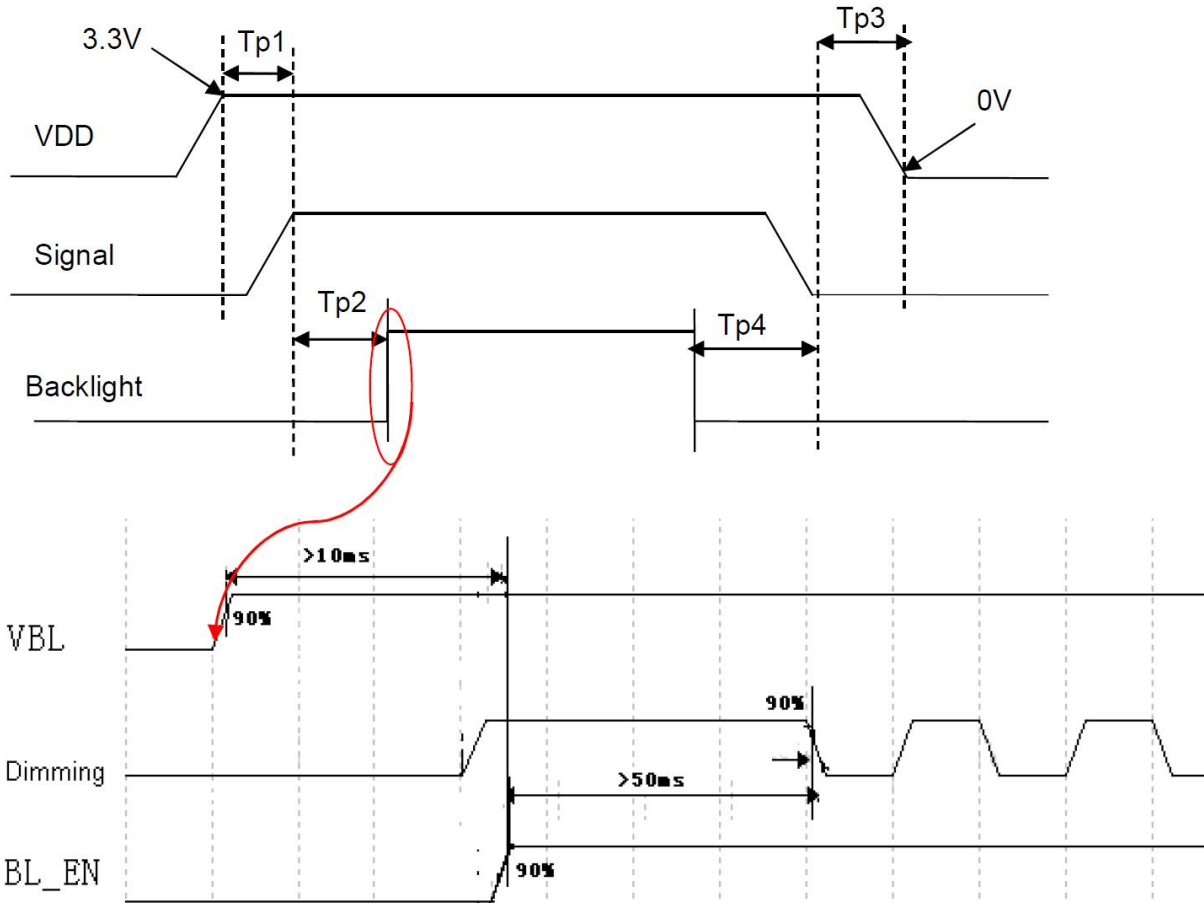 3.3V
Tp1
Tp3
0V
VDD
Signal
Tp2
Tp4
Backlight
>10ms
90%
VBL
90%
Dimming
>50ms
90%
BL_EN